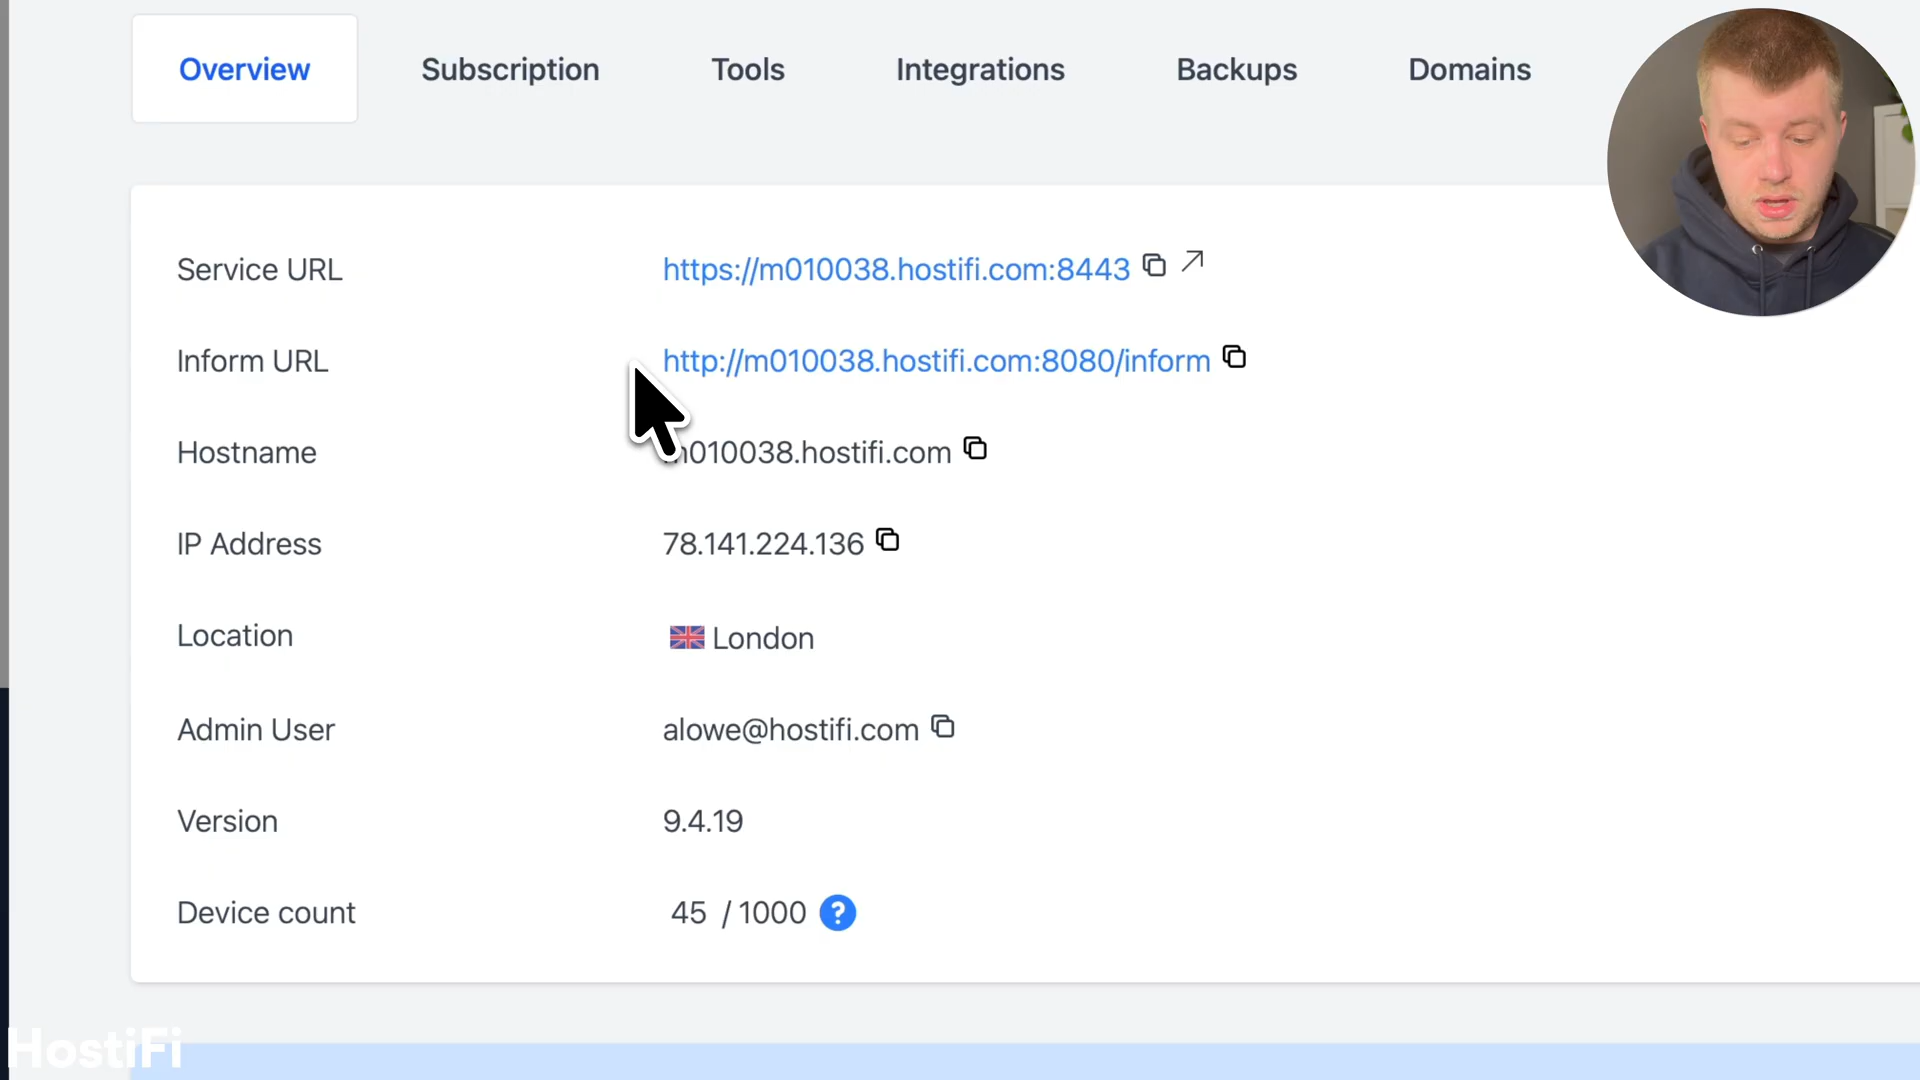 Overview Subscription Tools Integrations Backups Domains
Service URL https://m010038.hostifi.com:8443
Inform URL http://m010038.hostifi.com:8080/inform
Hostname m010038.hostifi.com
IP Address 78.141.224.136
Location London
Admin User alowe@hostifi.com
Version 9.4.19
Device count 45 / 1000 ?
HostiFi